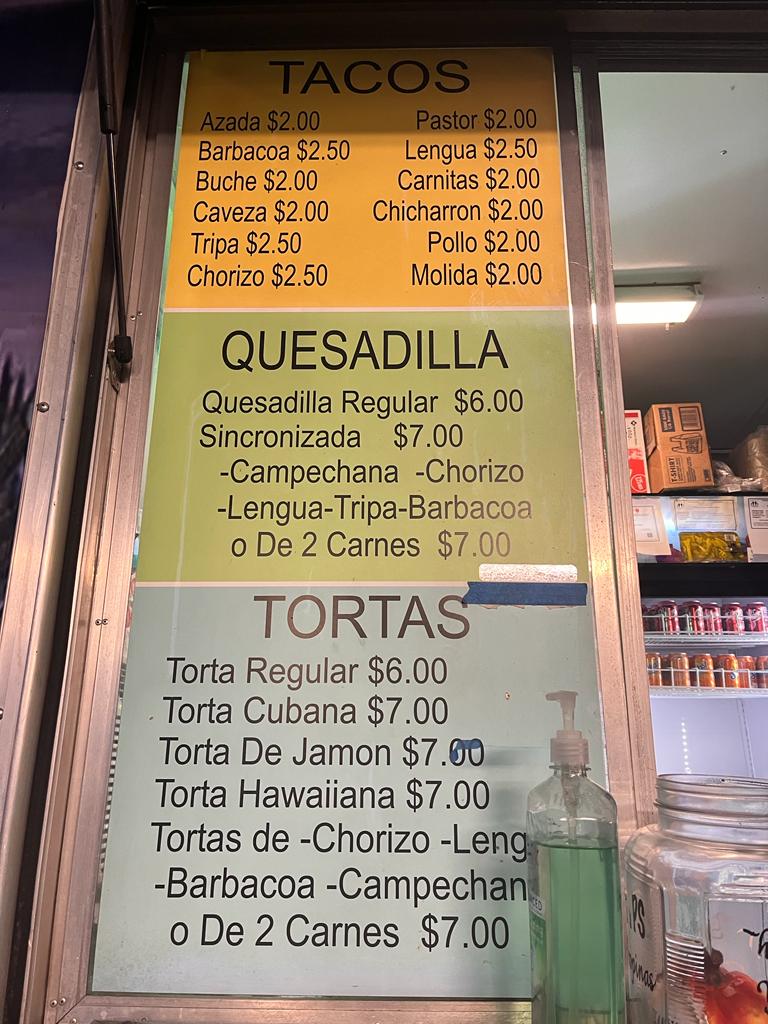 TACOS
Azada $2.00
Barbacoa $2.50
Buche $2.00
Caveza $2.00
Tripa $2.50
Chorizo $2.50
Pastor $2.00
Lengua $2.50
Carnitas $2.00
Chicharron $2.00
Pollo $2.00
Molida $2.00
QUESADILLA
Quesadilla Regular $6.00
Sincronizada $7.00
-Campechana -Chorizo
-Lengua-Tripa-Barbacoa
o De 2 Carnes $7.00
TORTAS
Torta Regular $6.00
Torta Cubana $7.00
Torta De Jamon $7.00
Torta Hawaiiana $7.00
Tortas de -Chorizo -Leng
-Barbacoa -Campechan
o De 2 Carnes $7.00
T-SHIRT